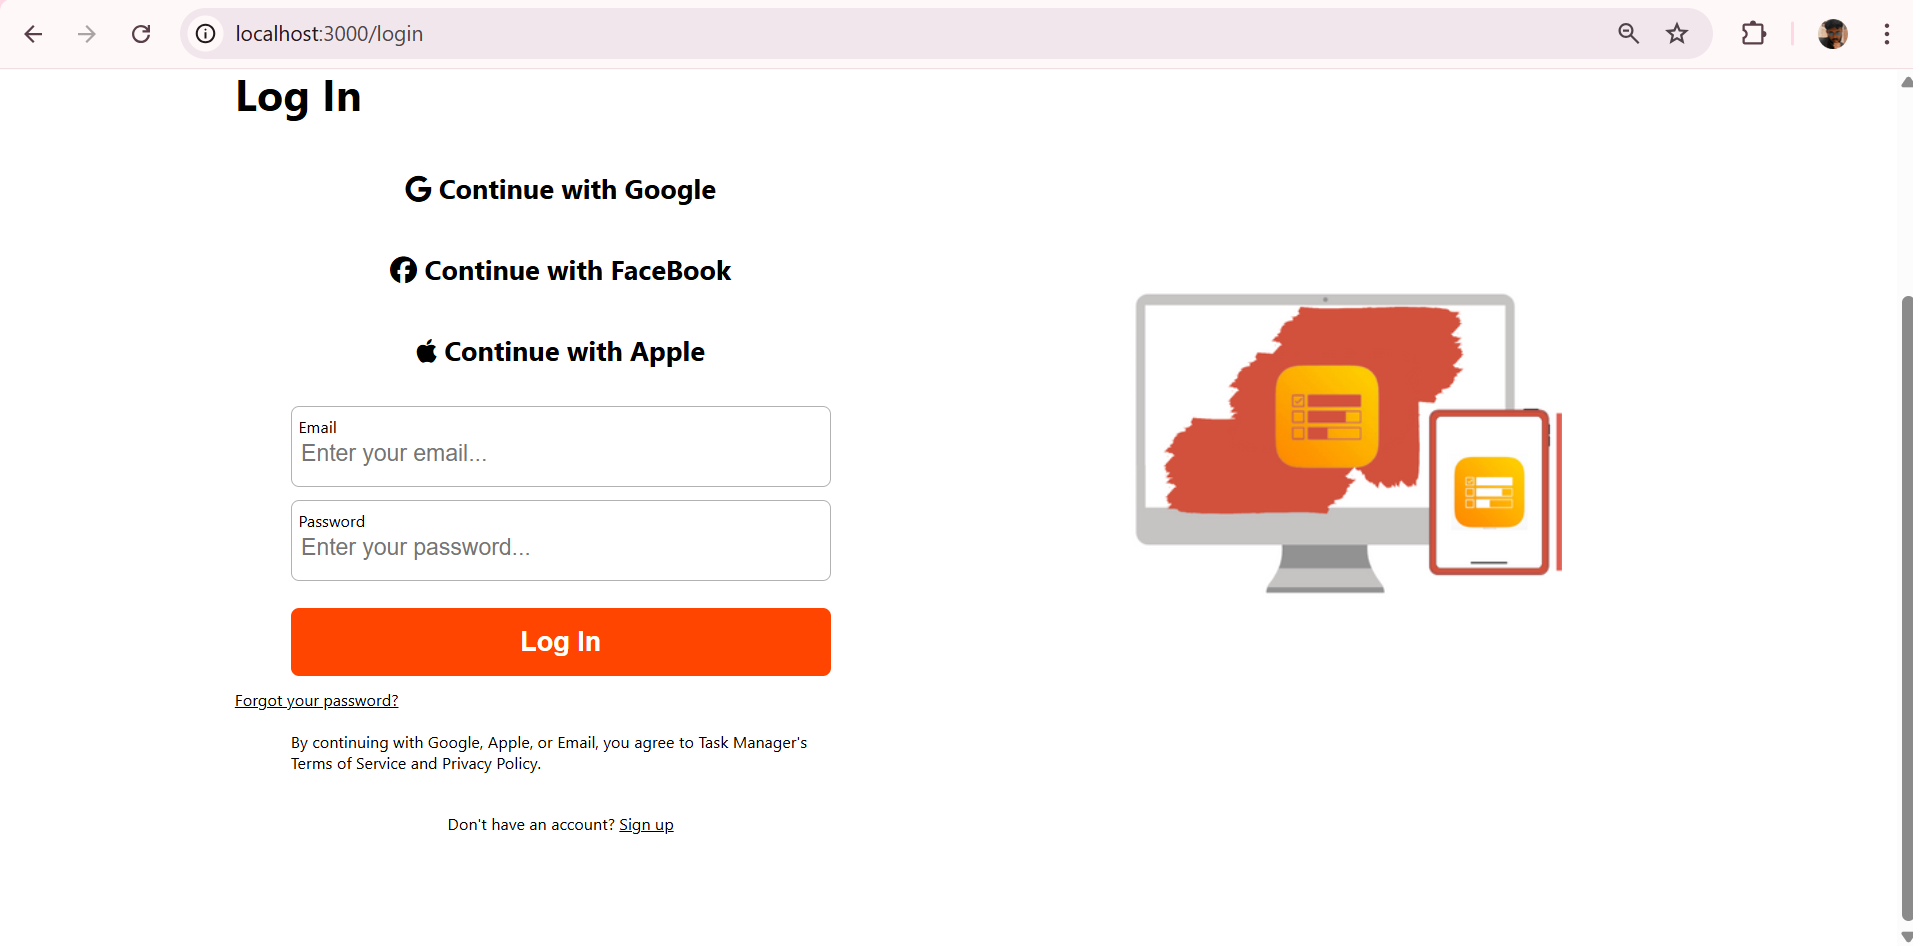 localhost:3000/login
Log In
Continue with Google
Continue with FaceBook
Continue with Apple
Email
Enter your email...
Password
Enter your password...
Log In
Forgot your password?
By continuing with Google, Apple, or Email, you agree to Task Manager's
Terms of Service and Privacy Policy.
Don't have an account? Sign up